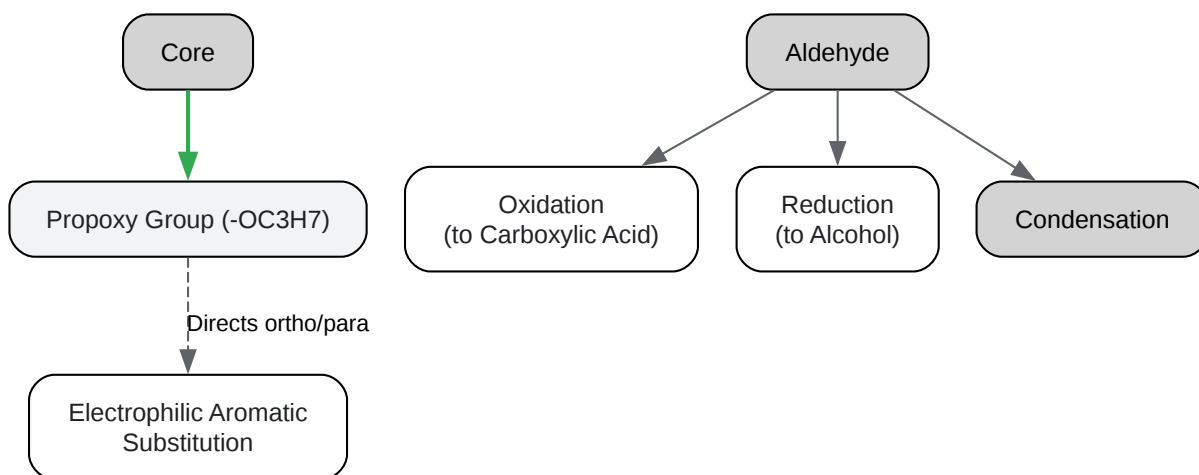 Core
Aldehyde
Propoxy Group (-OC3H7)
Oxidation
(to Carboxylic Acid)
Reduction
(to Alcohol)
Condensation
Directs ortho/para
Electrophilic Aromatic
Substitution